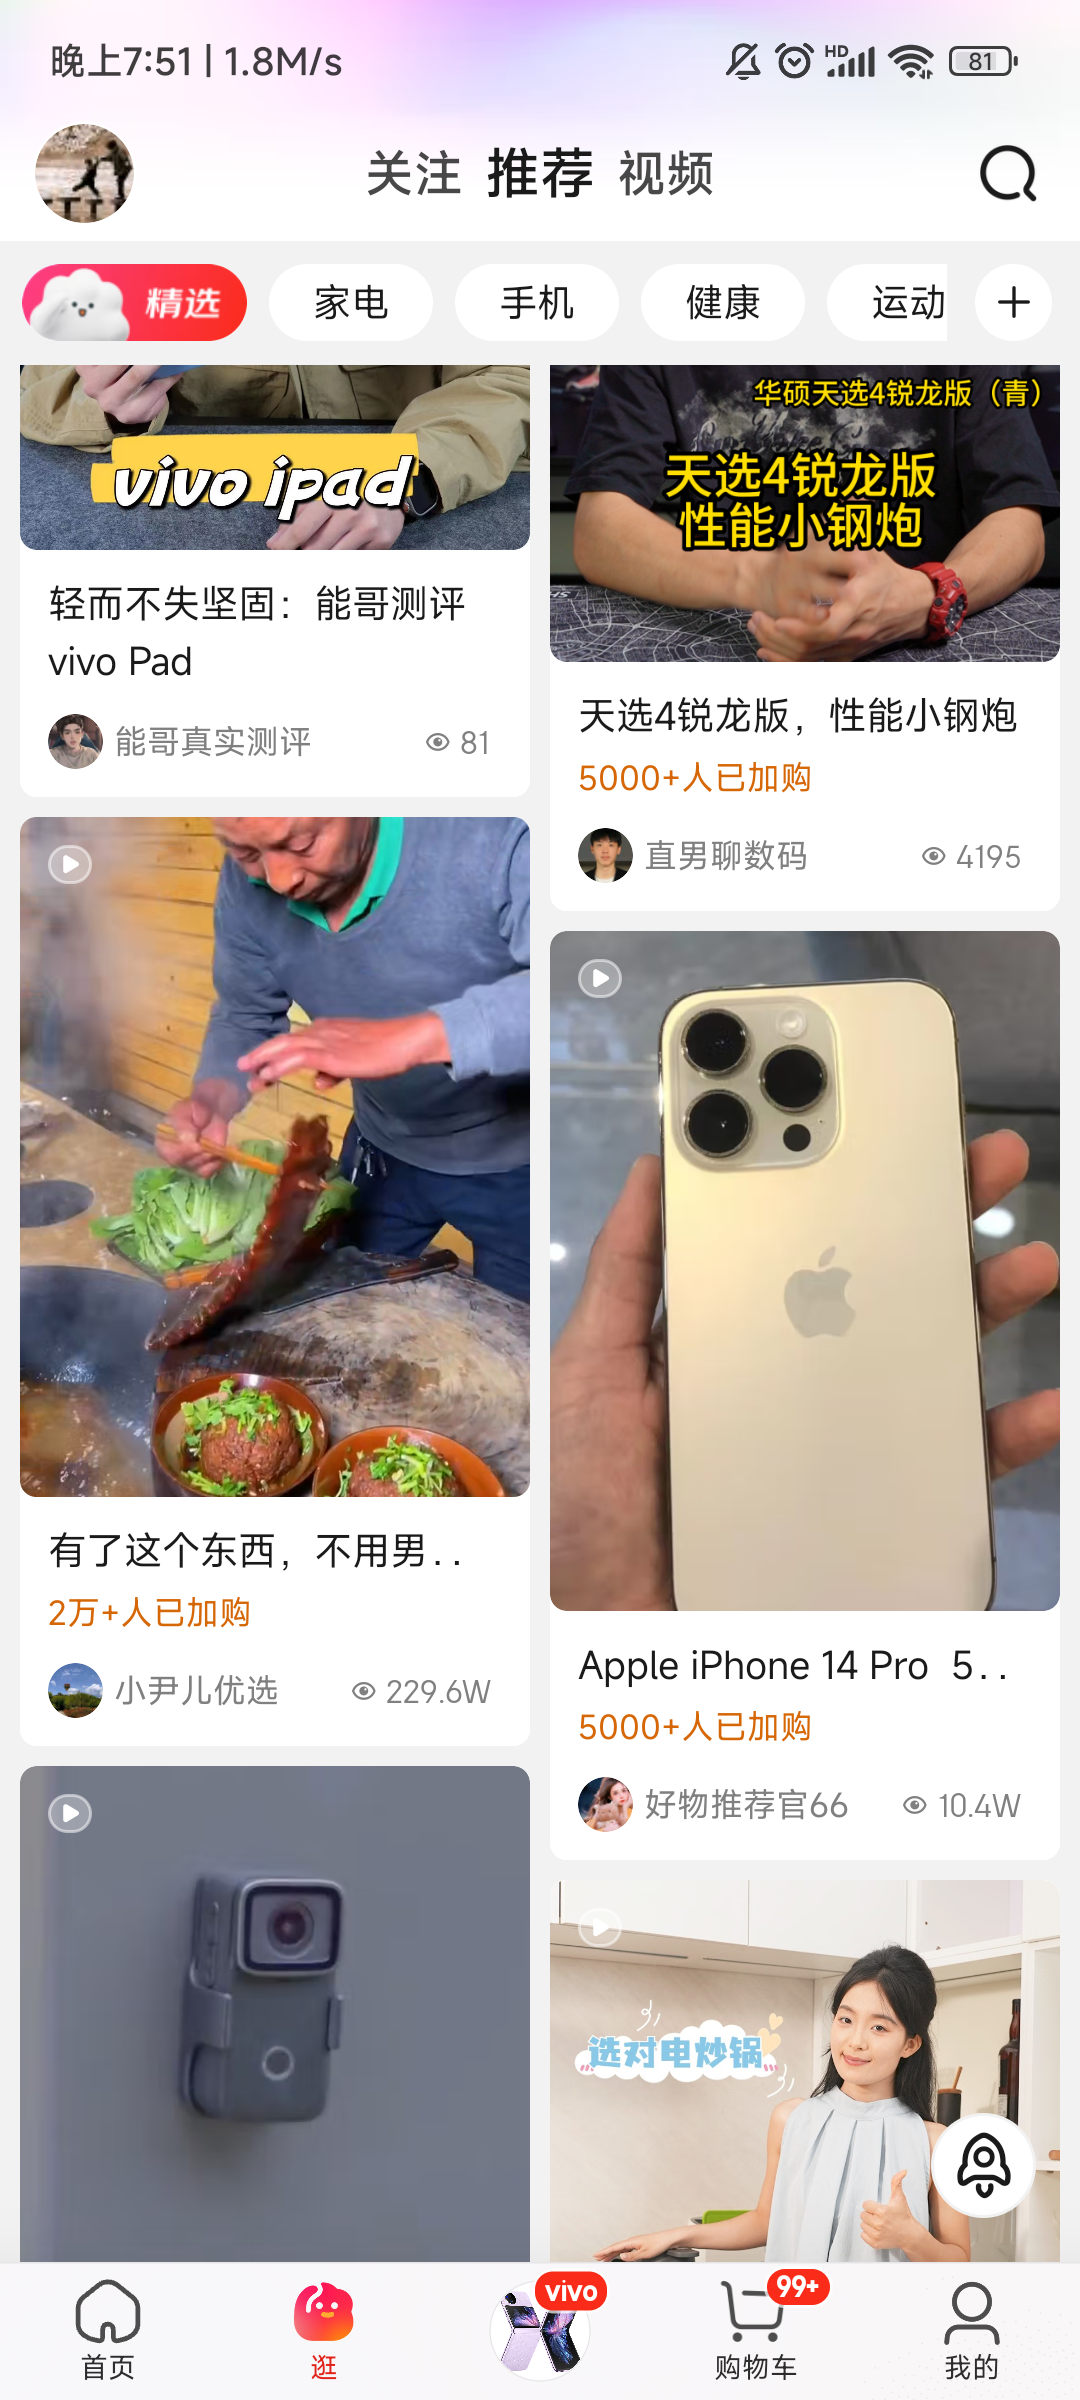 晚上7:51 | 1.8M/s
HD
81
关注 推荐 视频
精选 家电 手机 健康 运动
vivo ipad
轻而不失坚固：能哥测评
vivo Pad
能哥真实测评 81
华硕天选4锐龙版（青）
天选4锐龙版
性能小钢炮
天选4锐龙版，性能小钢炮
5000+人已加购
直男聊数码 4195
有了这个东西，不用男..
2万+人已加购
小尹儿优选 229.6W
Apple iPhone 14 Pro 5..
5000+人已加购
好物推荐官66 10.4W
选对电炒锅
首页
逛
vivo
99+
购物车
我的